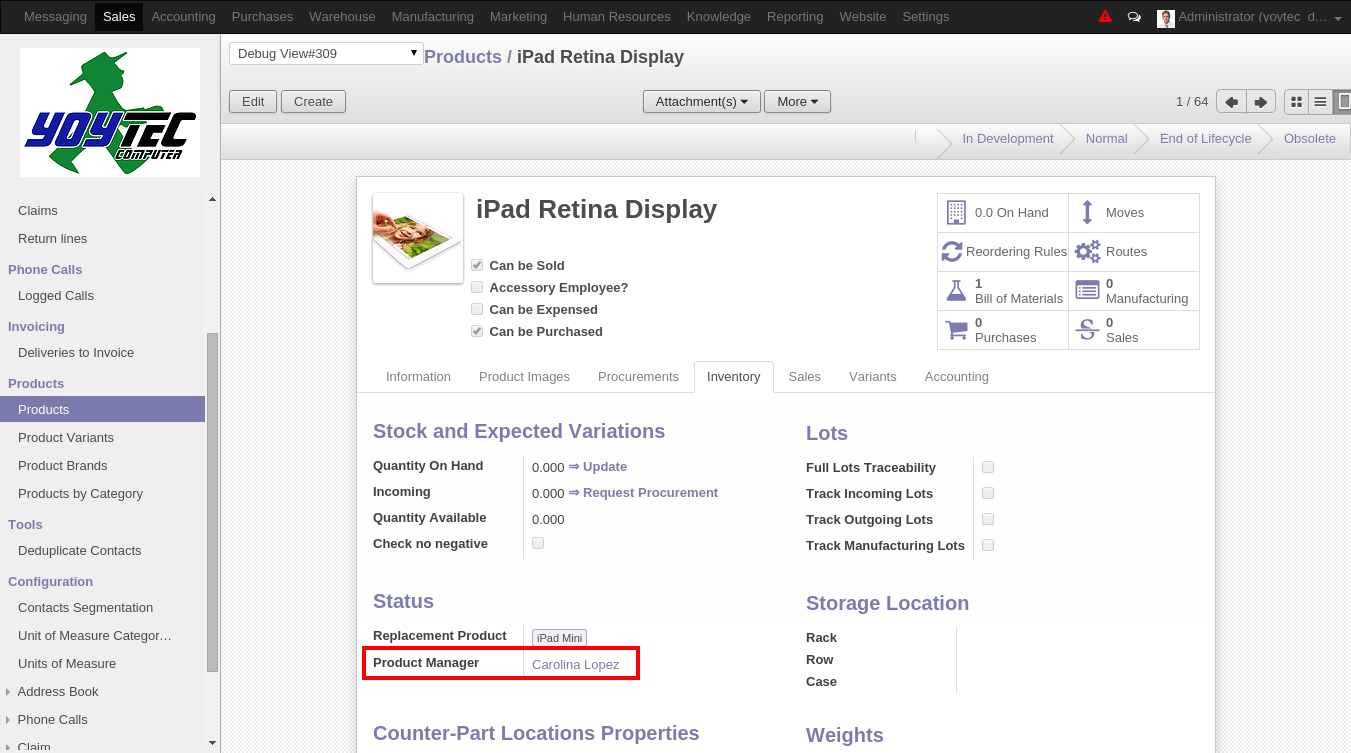 Messaging Sales Accounting Purchases Warehouse Manufacturing Marketing Human Resources Knowledge Reporting Website Settings Administrator (yoytec_d...
YOYTEC
COMPUTER
Debug View#309 Products / iPad Retina Display
Edit Create Attachment(s) More 1 / 64
In Development Normal End of Lifecycle Obsolete
Claims
Return lines
Phone Calls
Logged Calls
Invoicing
Deliveries to Invoice
Products
Products
Product Variants
Product Brands
Products by Category
Tools
Deduplicate Contacts
Configuration
Contacts Segmentation
Unit of Measure Categor…
Units of Measure
Address Book
Phone Calls
Claim
iPad Retina Display
Can be Sold
Accessory Employee?
Can be Expensed
Can be Purchased
0.0 On Hand Moves
Reordering Rules Routes
1 Bill of Materials 0 Manufacturing
0 Purchases 0 Sales
Information Product Images Procurements Inventory Sales Variants Accounting
Stock and Expected Variations
Quantity On Hand 0.000 ⇒ Update
Incoming 0.000 ⇒ Request Procurement
Quantity Available 0.000
Check no negative
Lots
Full Lots Traceability
Track Incoming Lots
Track Outgoing Lots
Track Manufacturing Lots
Status
Replacement Product iPad Mini
Product Manager Carolina Lopez
Storage Location
Rack
Row
Case
Counter-Part Locations Properties
Weights